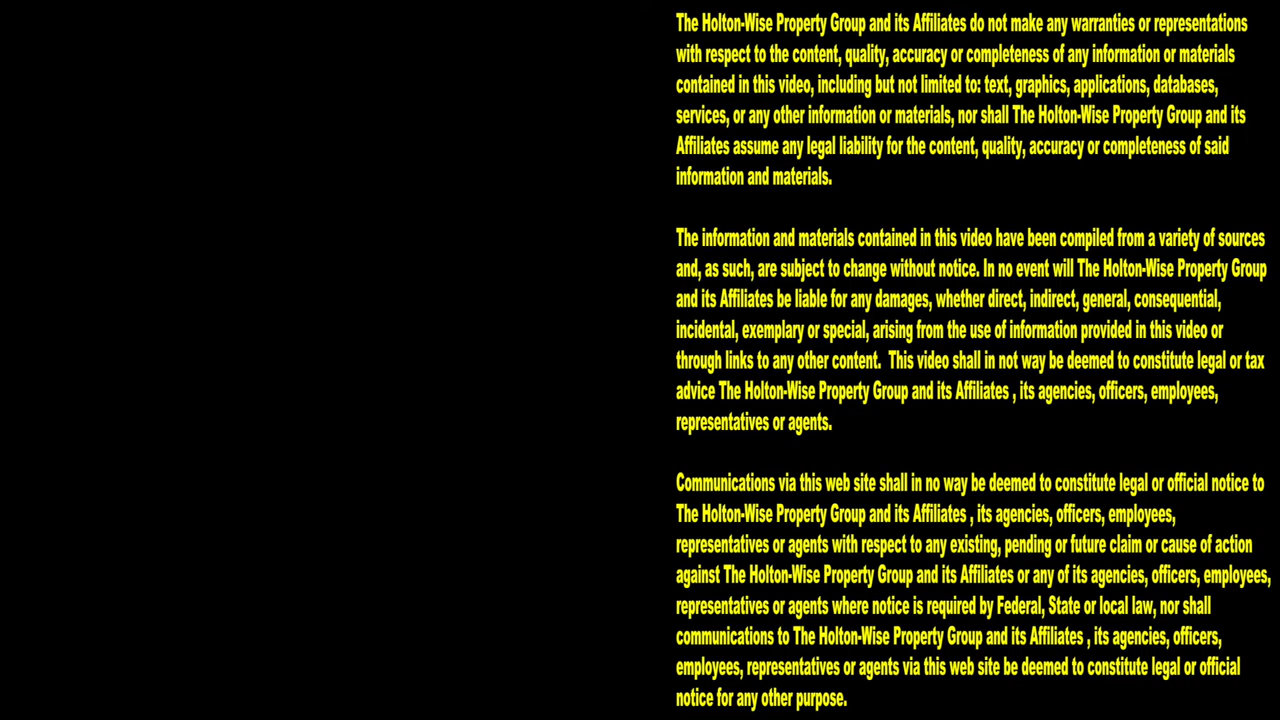 The Holton-Wise Property Group and its Affiliates do not make any warranties or representations
with respect to the content, quality, accuracy or completeness of any information or materials
contained in this video, including but not limited to: text, graphics, applications, databases,
services, or any other information or materials, nor shall The Holton-Wise Property Group and its
Affiliates assume any legal liability for the content, quality, accuracy or completeness of said
information and materials.
The information and materials contained in this video have been compiled from a variety of sources
and, as such, are subject to change without notice. In no event will The Holton-Wise Property Group
and its Affiliates be liable for any damages, whether direct, indirect, general, consequential,
incidental, exemplary or special, arising from the use of information provided in this video or
through links to any other content.  This video shall in not way be deemed to constitute legal or tax
advice The Holton-Wise Property Group and its Affiliates , its agencies, officers, employees,
representatives or agents.
Communications via this web site shall in no way be deemed to constitute legal or official notice to
The Holton-Wise Property Group and its Affiliates , its agencies, officers, employees,
representatives or agents with respect to any existing, pending or future claim or cause of action
against The Holton-Wise Property Group and its Affiliates or any of its agencies, officers, employees,
representatives or agents where notice is required by Federal, State or local law, nor shall
communications to The Holton-Wise Property Group and its Affiliates , its agencies, officers,
employees, representatives or agents via this web site be deemed to constitute legal or official
notice for any other purpose.